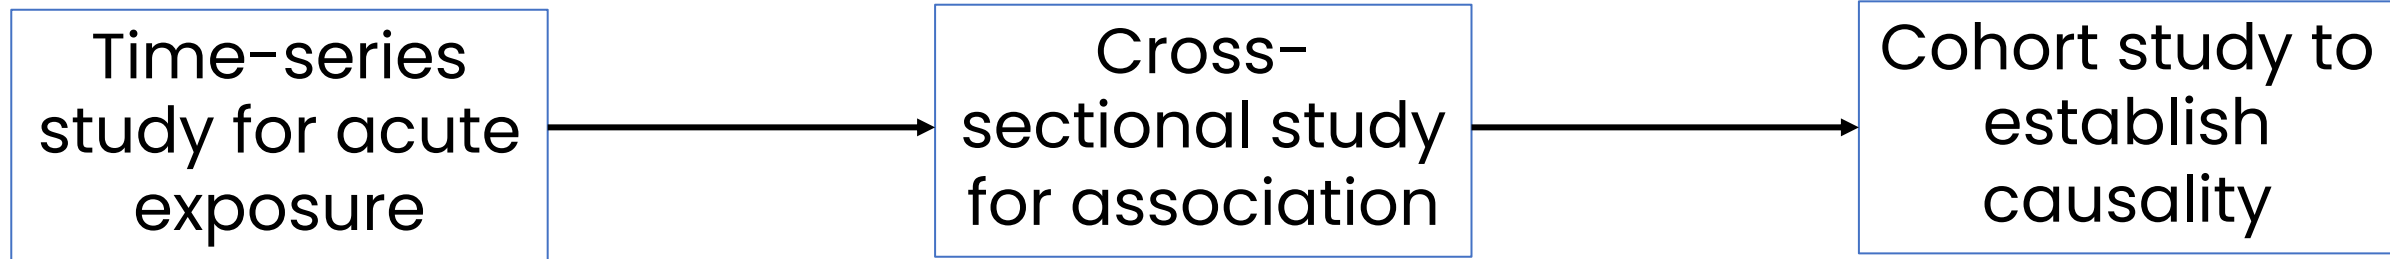 Time-series
study for acute
exposure
Cross-
sectional study
for association
Cohort study to
establish
causality